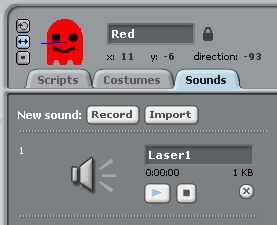 Red
x: 11 y: -6 direction: -93
Scripts Costumes Sounds
New sound: Record Import
1
Laser1
0:00:00 1 KB